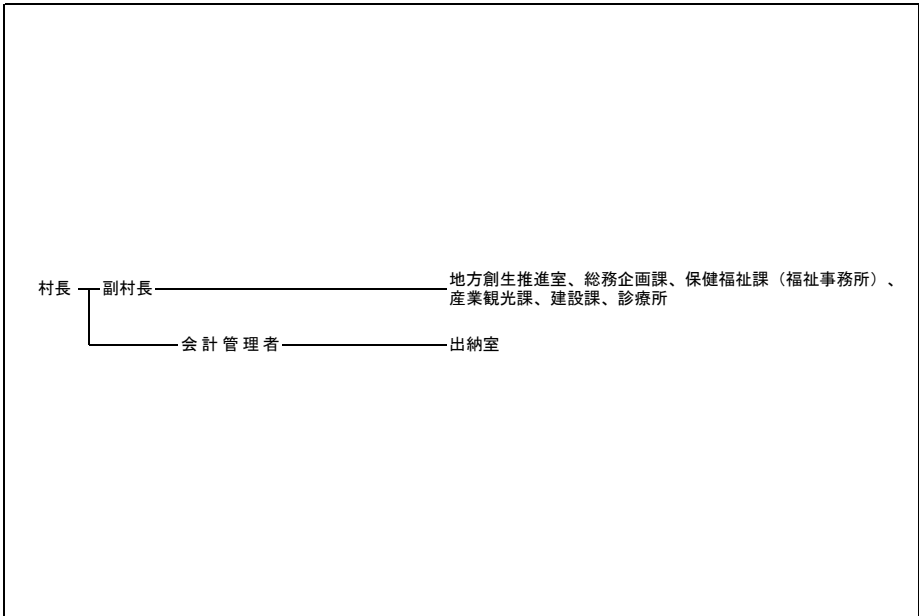 村長
副村長
地方創生推進室、総務企画課、保健福祉課（福祉事務所）、
産業観光課、建設課、診療所
会計管理者
出納室